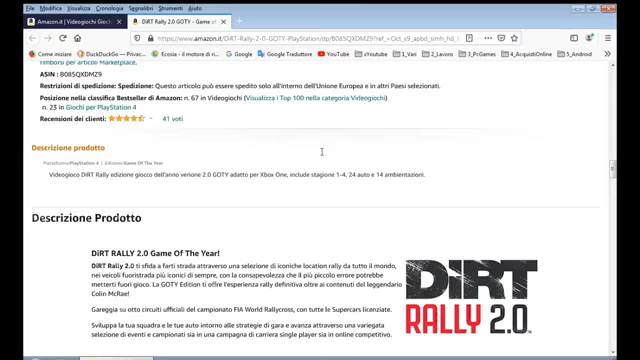 File Modifica Visualizza Cronologia Segnalibri Strumenti Aiuto
Amazon.it | Videogiochi Giochi
DiRT Rally 2.0 GOTY - Game of
https://www.amazon.it/DiRT-Rally-2-0-GOTY-PlayStation/dp/B085QXDMZ9?ref_=Oct_s9_apbd_simh_hd_
Come iniziare DuckDuckGo Ecosia - il motore di ric Google Google Traduttore YouTube xYoutube 1_Vari 2_Lavoro 3_PcGames 4_AcquistiOnline 5_Android
rimborsi per articoli Marketplace.
ASIN : B085QXDMZ9
Restrizioni di spedizione: Spedizione: Questo articolo può essere spedito solo all'interno dell'Unione Europea e in altri Paesi selezionati.
Posizione nella classifica Bestseller di Amazon: n. 67 in Videogiochi (Visualizza i Top 100 nella categoria Videogiochi)
n. 23 in Giochi per PlayStation 4
Recensioni dei clienti: 41 voti
Descrizione prodotto
Piattaforma:PlayStation 4 | Edizione:Game Of The Year
Videogioco DiRT Rally edizione gioco dell'anno verione 2.0 GOTY adatto per Xbox One, include stagione 1-4, 24 auto e 14 ambientazioni.
Descrizione Prodotto
DiRT RALLY 2.0 Game Of The Year!
DiRT Rally 2.0 ti sfida a farti strada attraverso una selezione di iconiche location rally da tutto il mondo,
nei veicoli fuoristrada più iconici di sempre, con la consapevolezza che il più piccolo errore potrebbe
metterti fuori gioco. La GOTY Edition ti offre l'esperienza rally definitiva oltre ai contenuti del leggendario
Colin McRae!
Gareggia su otto circuiti ufficiali del campionato FIA World Rallycross, con tutte le Supercars licenziate.
Sviluppa la tua squadra e le tue auto intorno alle strategie di gara e avanza attraverso una variegata
selezione di eventi e campionati sia in una campagna di carriera single player sia in online competitivo.
DiRT
RALLY 2.0